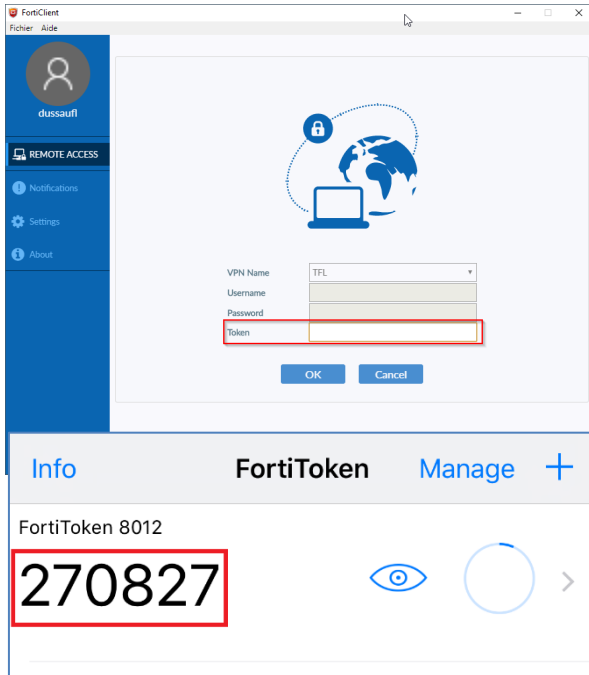 FortiClient
Fichier Aide
dussaufl
REMOTE ACCESS
Notifications
Settings
About
VPN Name TFL
Username
Password
Token
OK Cancel
Info FortiToken Manage +
FortiToken 8012
270827